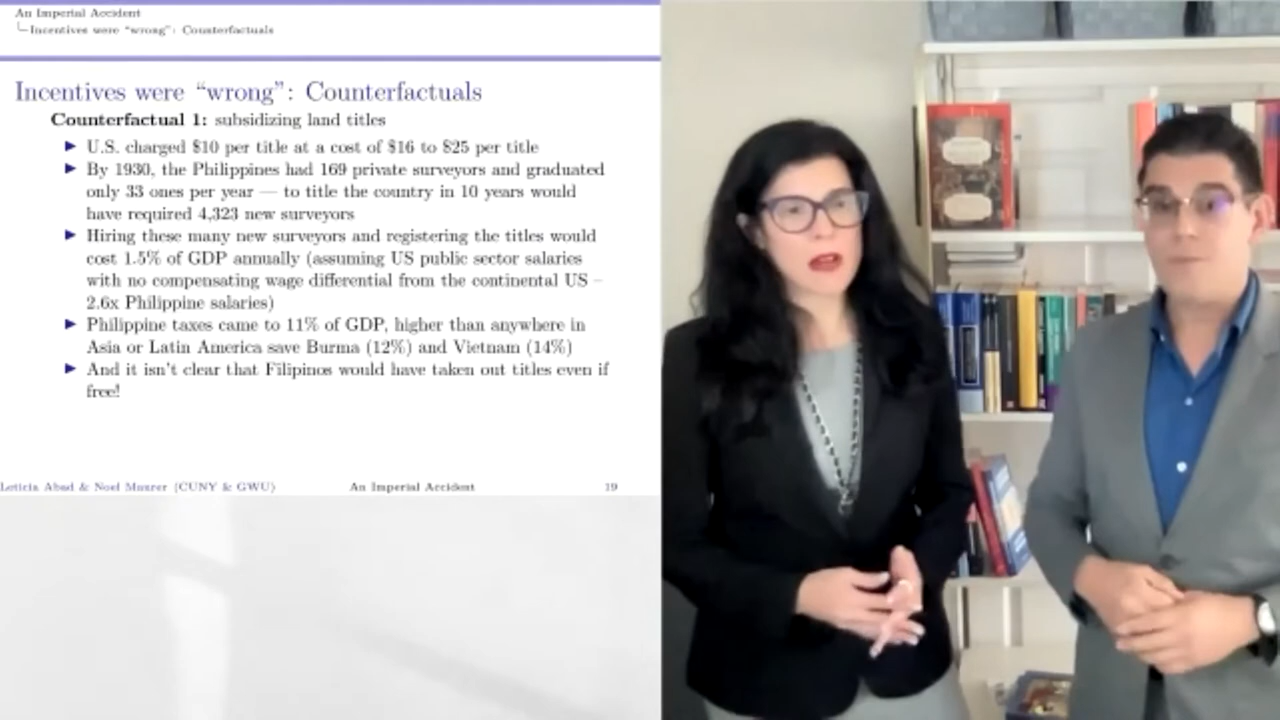 An Imperial Accident
Incentives were “wrong”: Counterfactuals
Incentives were “wrong”: Counterfactuals
Counterfactual 1: subsidizing land titles
U.S. charged $10 per title at a cost of $16 to $25 per title
By 1930, the Philippines had 169 private surveyors and graduated
only 33 ones per year — to title the country in 10 years would
have required 4,323 new surveyors
Hiring these many new surveyors and registering the titles would
cost 1.5% of GDP annually (assuming US public sector salaries
with no compensating wage differential from the continental US –
2.6x Philippine salaries)
Philippine taxes came to 11% of GDP, higher than anywhere in
Asia or Latin America save Burma (12%) and Vietnam (14%)
And it isn't clear that Filipinos would have taken out titles even if
free!
Leticia Abad & Noel Maurer (CUNY & GWU) An Imperial Accident 19